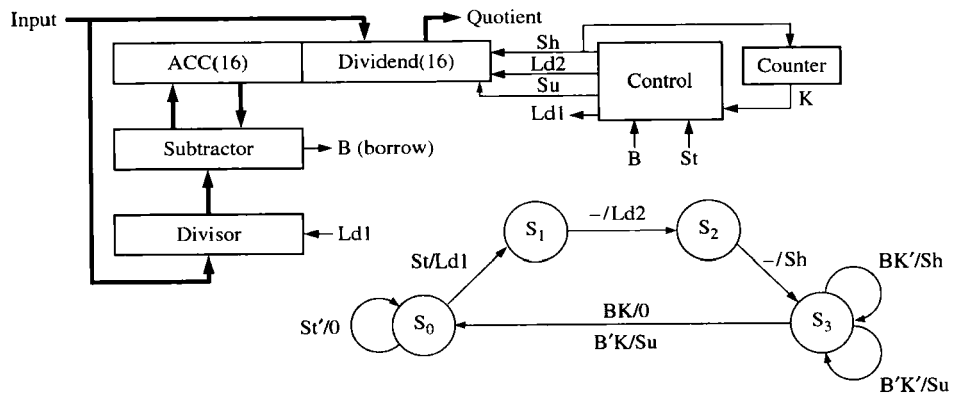 Input
Quotient
ACC(16)
Dividend(16)
Sh
Ld2
Su
Ld1
Control
Counter
K
B
St
Subtractor
B (borrow)
Divisor
Ld1
S₁
–/Ld2
S₂
St/Ld1
–/Sh
BK′/Sh
St′/0
S₀
BK/0
B′K/Su
S₃
B′K′/Su